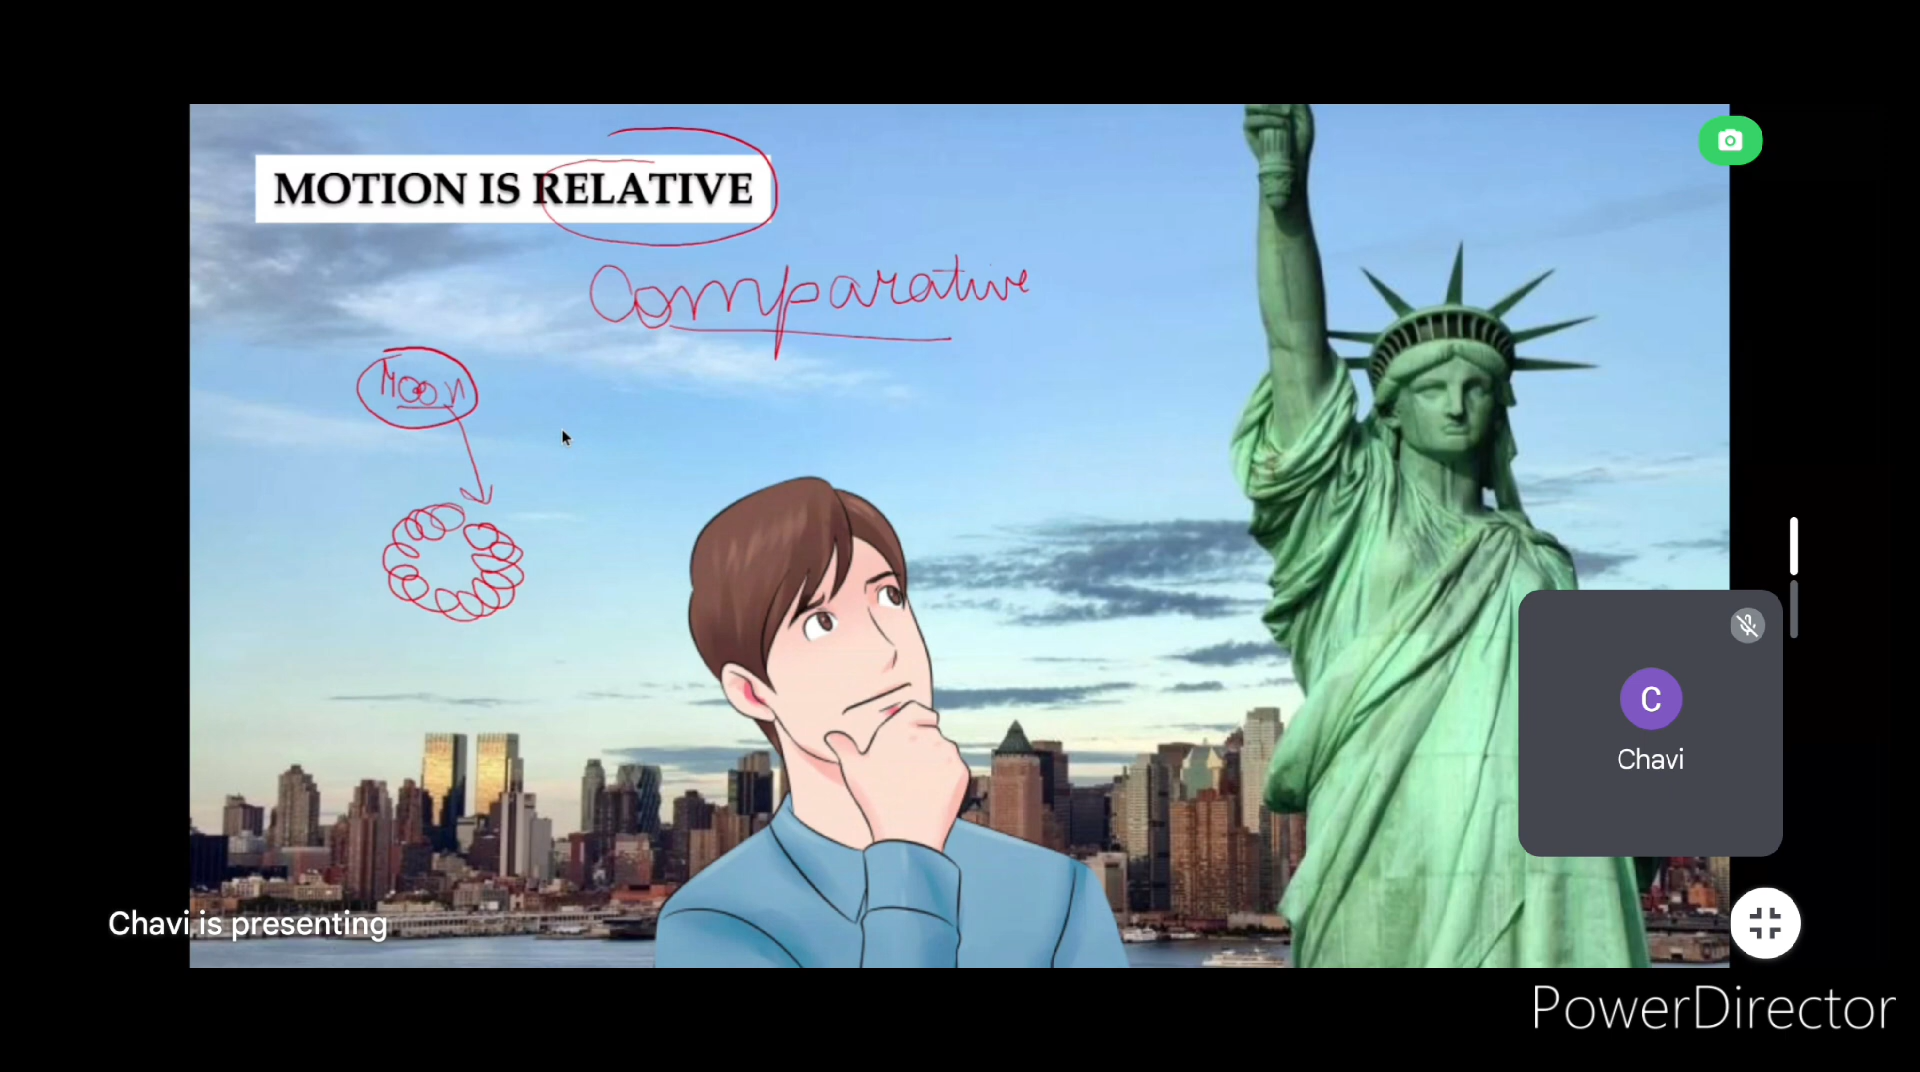 MOTION IS RELATIVE
Comparative
Moon
C
Chavi
Chavi is presenting
PowerDirector